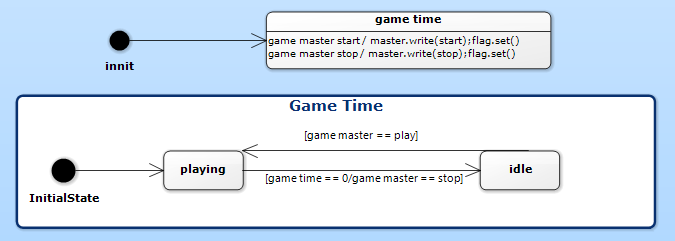 game time
game master start/ master.write(start);flag.set()
game master stop/ master.write(stop);flag.set()
innit
Game Time
[game master == play]
playing
idle
[game time == 0/game master == stop]
InitialState